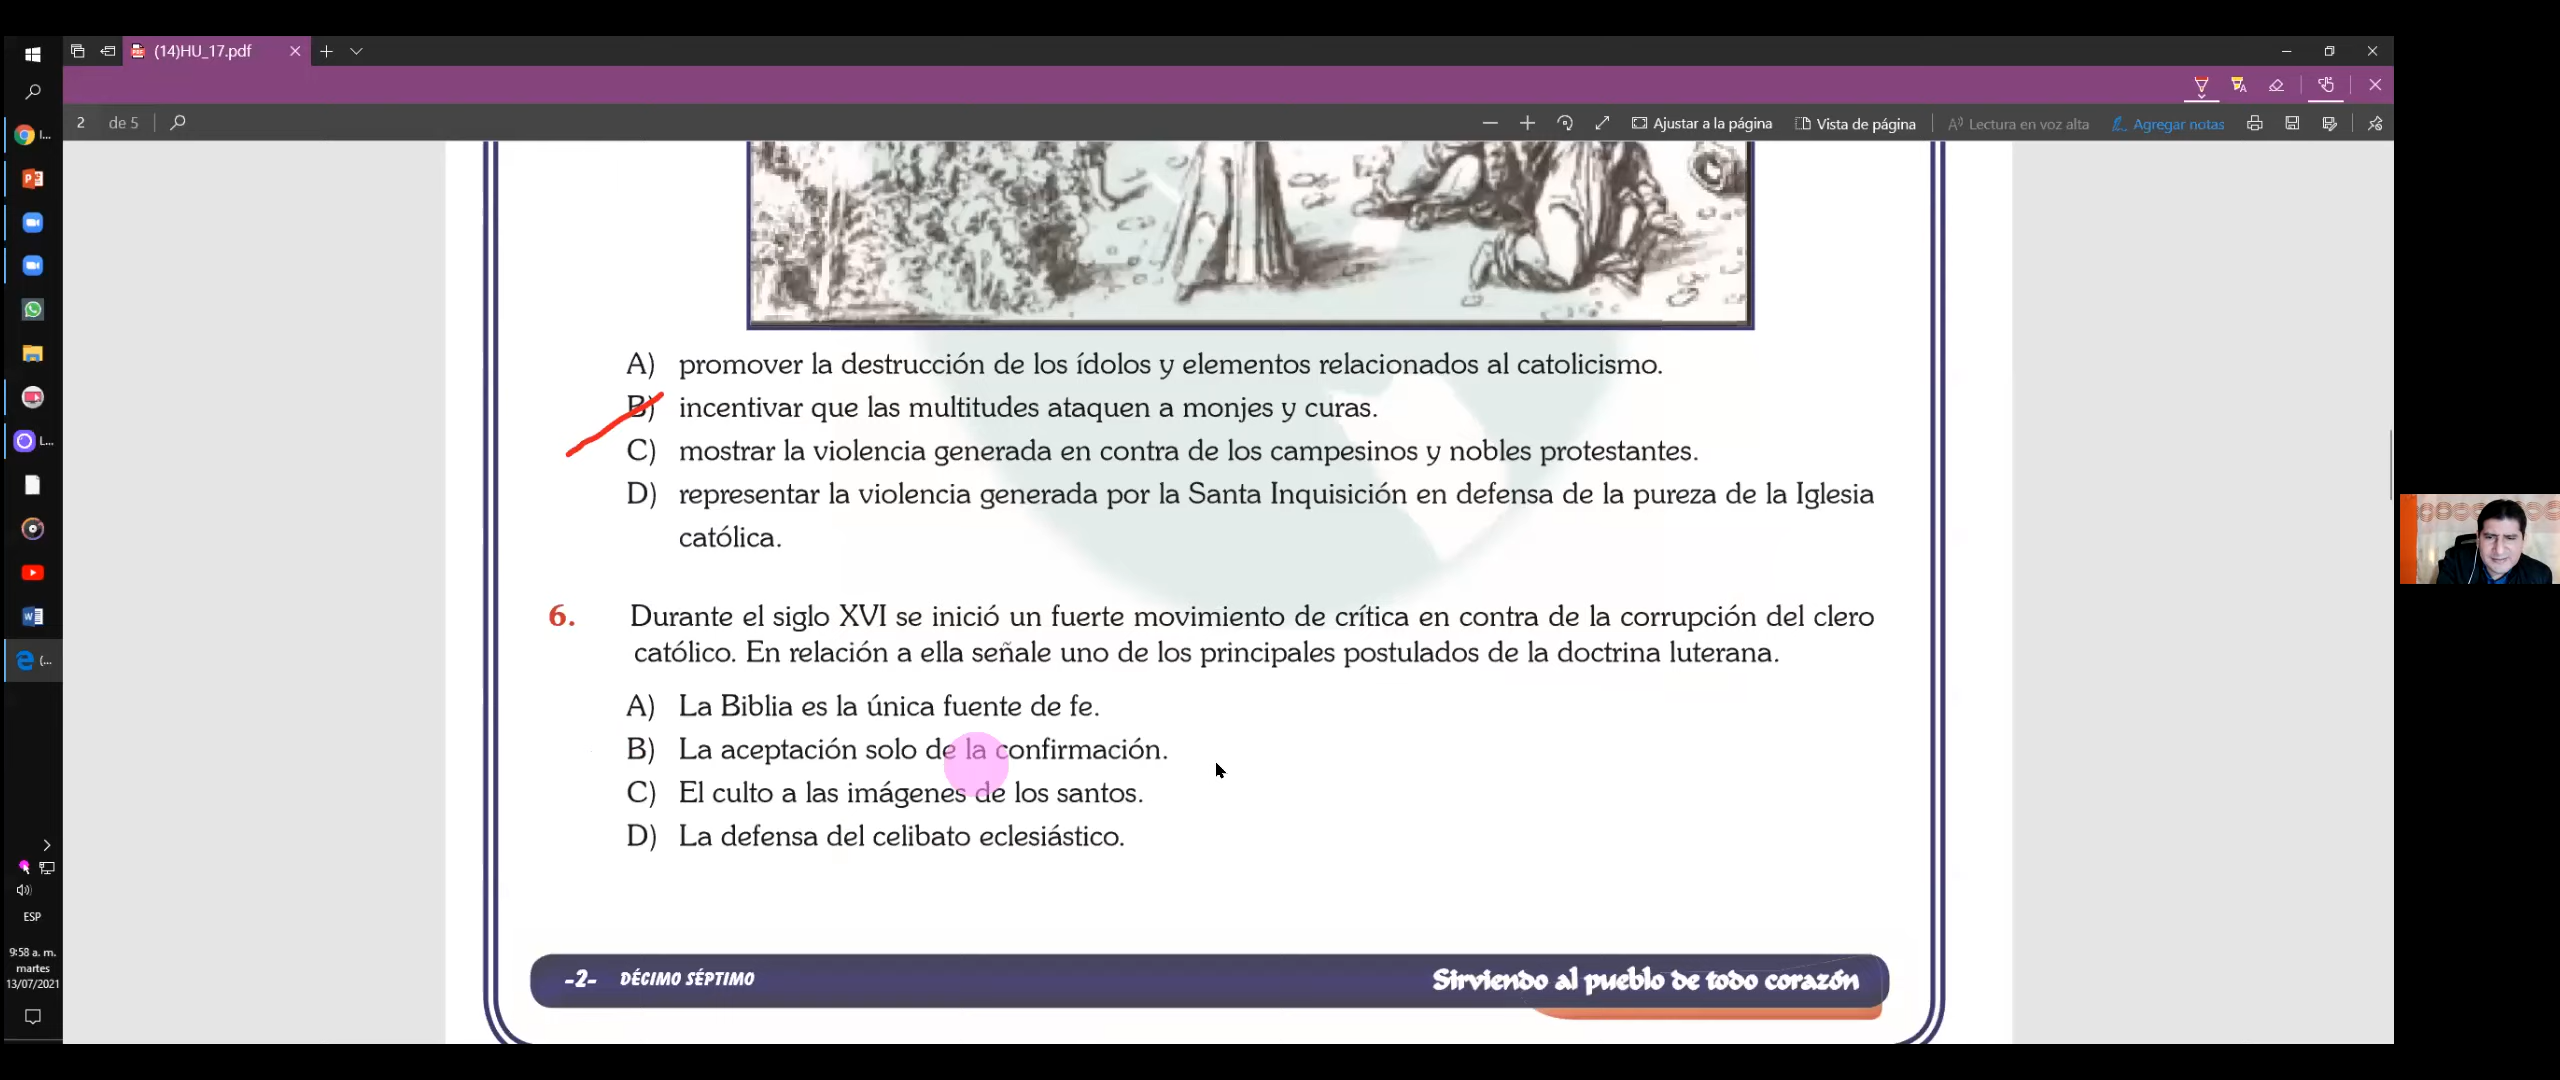 (14)HU_17.pdf
2 de 5
Ajustar a la página
Vista de página
Lectura en voz alta
Agregar notas
A) promover la destrucción de los ídolos y elementos relacionados al catolicismo.
B) incentivar que las multitudes ataquen a monjes y curas.
C) mostrar la violencia generada en contra de los campesinos y nobles protestantes.
D) representar la violencia generada por la Santa Inquisición en defensa de la pureza de la Iglesia
católica.
6. Durante el siglo XVI se inició un fuerte movimiento de crítica en contra de la corrupción del clero
católico. En relación a ella señale uno de los principales postulados de la doctrina luterana.
A) La Biblia es la única fuente de fe.
B) La aceptación solo de la confirmación.
C) El culto a las imágenes de los santos.
D) La defensa del celibato eclesiástico.
-2- DÉCIMO SÉPTIMO
Sirviendo al pueblo de todo corazón
I...
L...
(...
ESP
9:58 a. m.
martes
13/07/2021